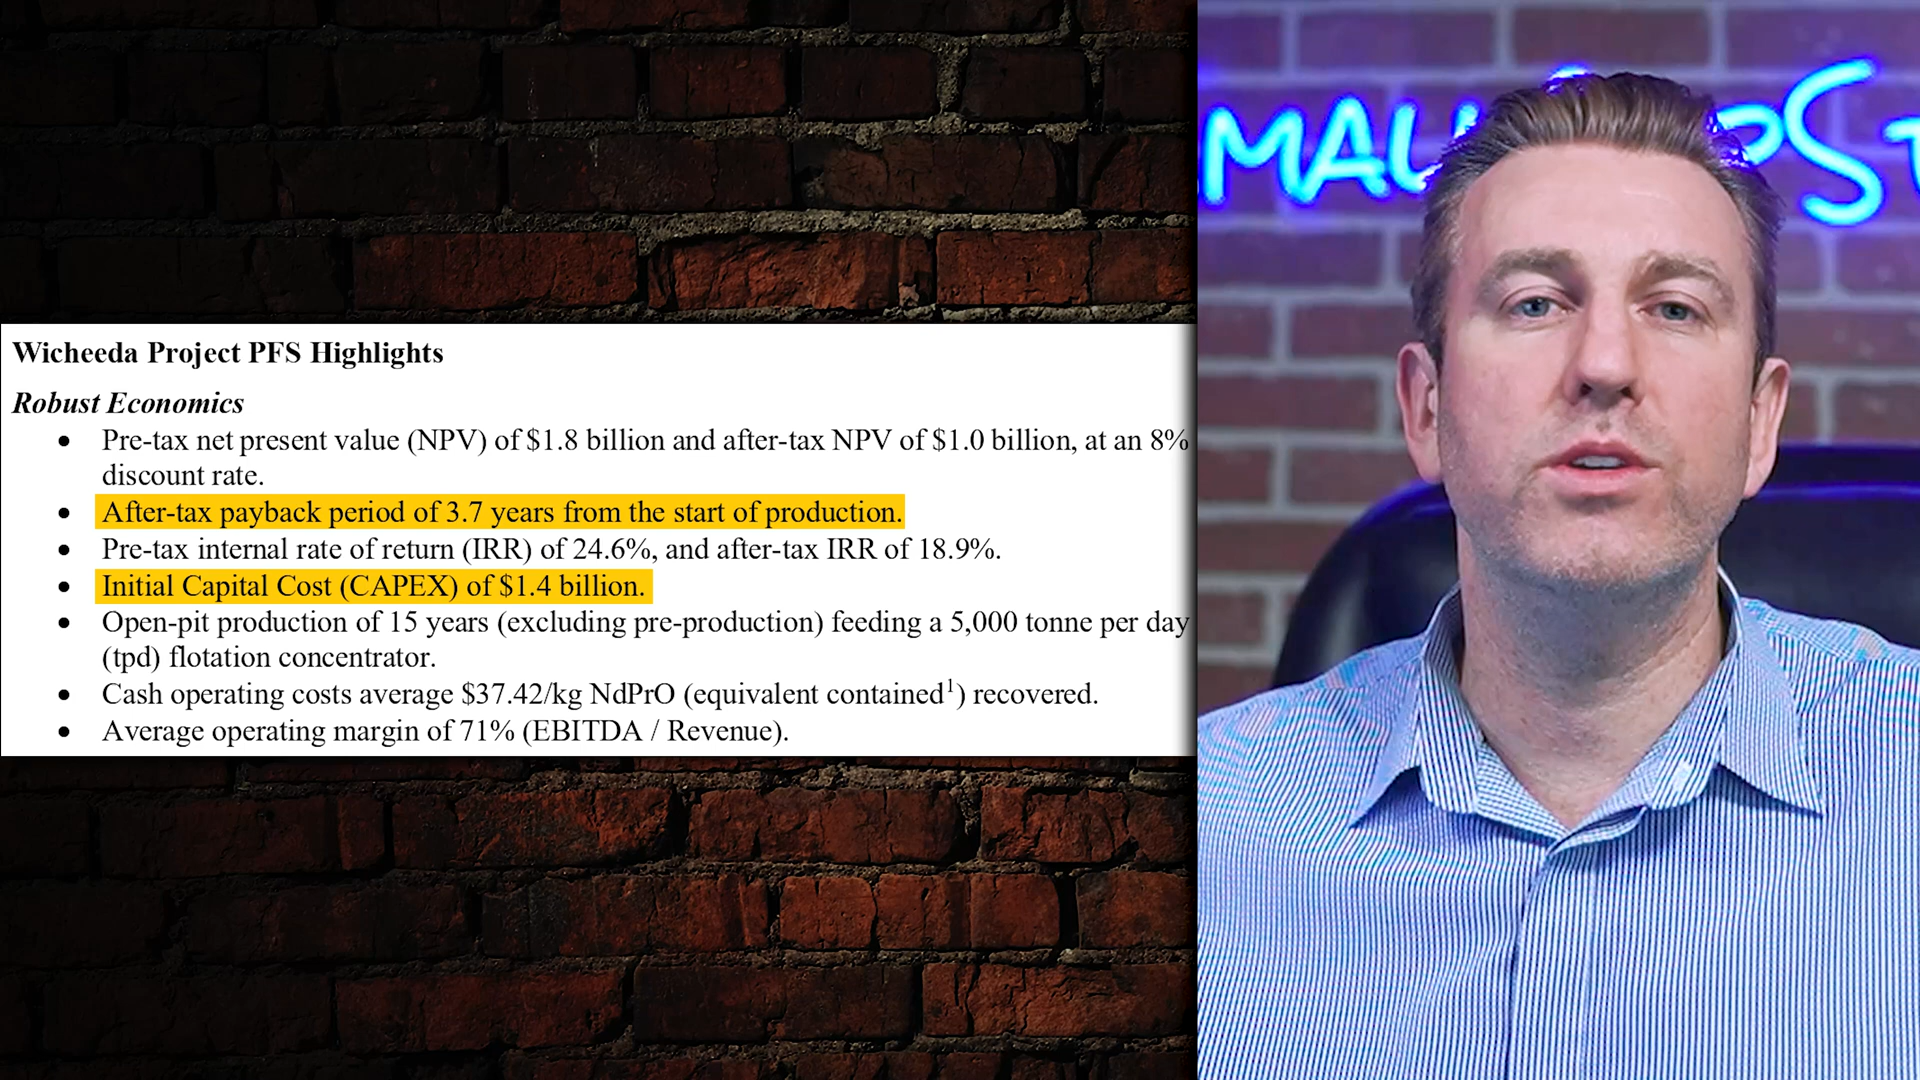 Wicheeda Project PFS Highlights
Robust Economics
• Pre-tax net present value (NPV) of $1.8 billion and after-tax NPV of $1.0 billion, at an 8%
discount rate.
• After-tax payback period of 3.7 years from the start of production.
• Pre-tax internal rate of return (IRR) of 24.6%, and after-tax IRR of 18.9%.
• Initial Capital Cost (CAPEX) of $1.4 billion.
• Open-pit production of 15 years (excluding pre-production) feeding a 5,000 tonne per day
(tpd) flotation concentrator.
• Cash operating costs average $37.42/kg NdPrO (equivalent contained¹) recovered.
• Average operating margin of 71% (EBITDA / Revenue).